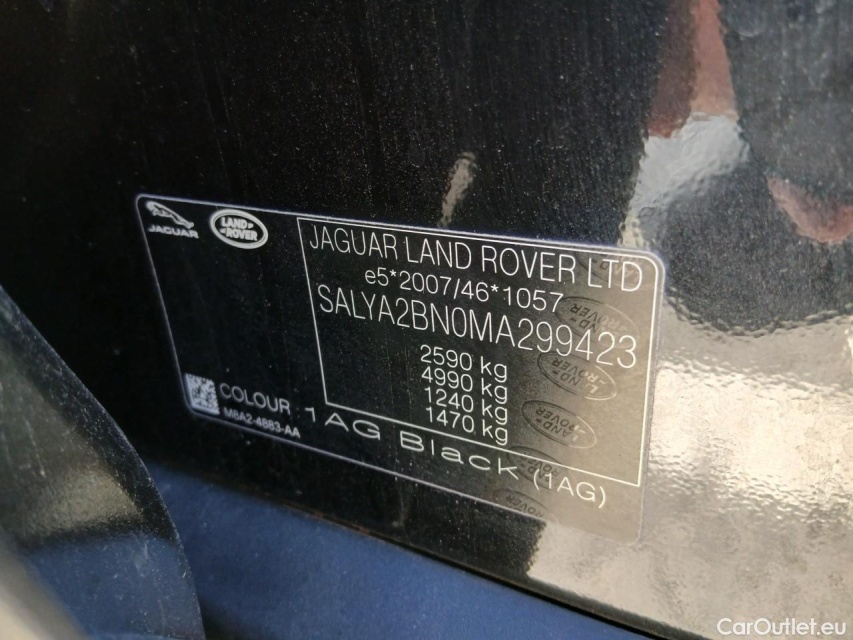 JAGUAR
LAND-
ROVER
JAGUAR LAND ROVER LTD
e5*2007/46*1057
SALYA2BN0MA299423
2590 kg
4990 kg
1240 kg
1470 kg
COLOUR 1AG Black (1AG)
M8A2-4883-AA
CarOutlet.eu